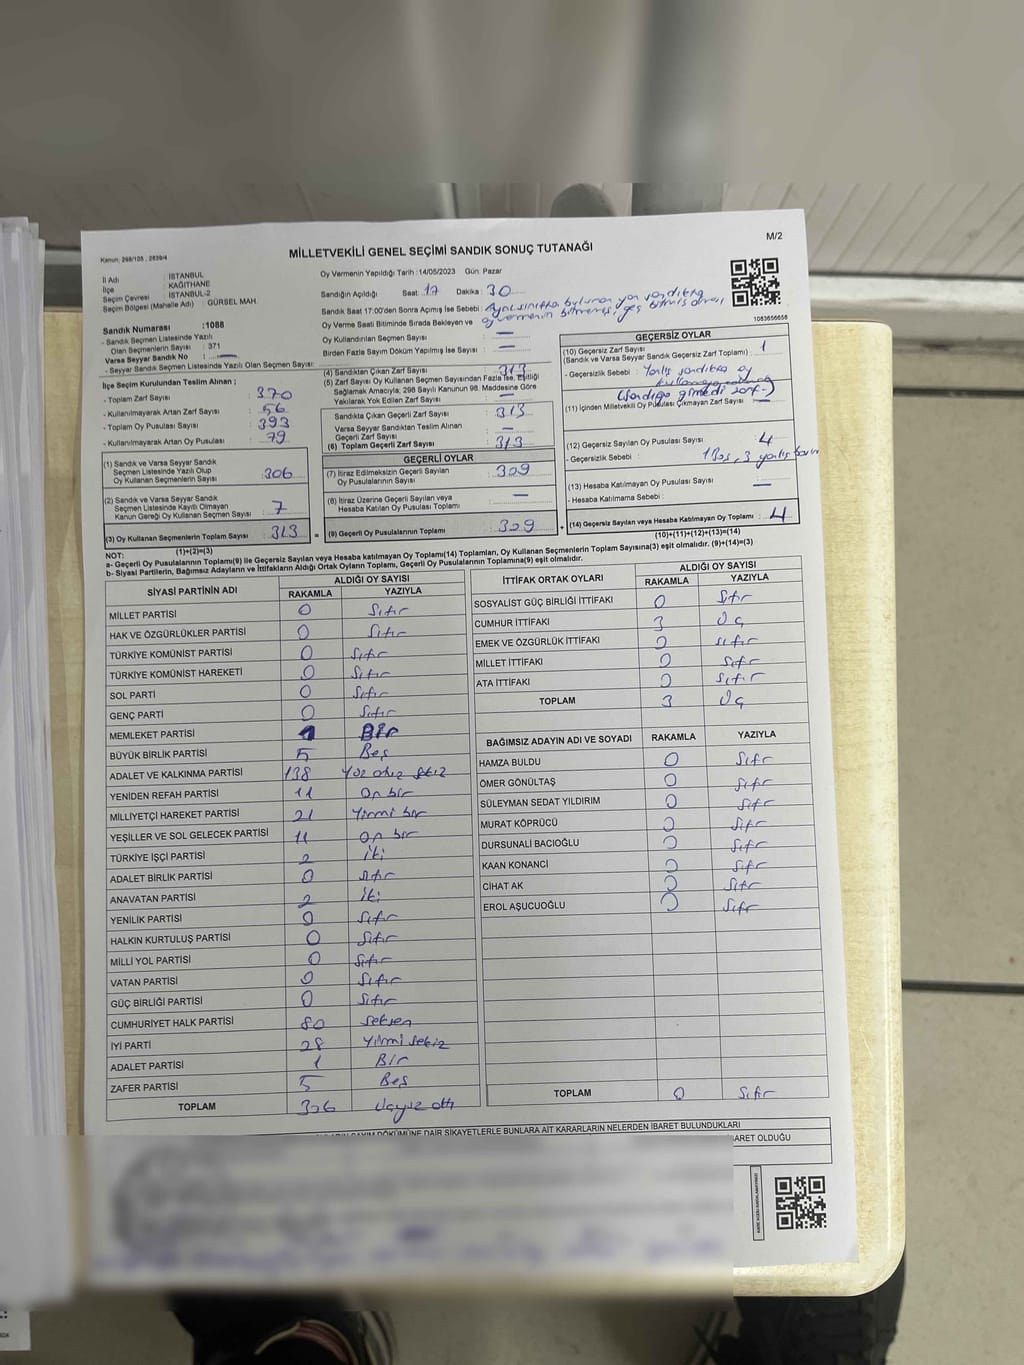 M/2
Kanun: 298/105 , 2839/4
MİLLETVEKİLİ GENEL SEÇİMİ SANDIK SONUÇ TUTANAĞI
İl Adı : İSTANBUL
İlçe : KAĞITHANE
Seçim Çevresi : İSTANBUL-2
Seçim Bölgesi (Mahalle Adı) : GÜRSEL MAH.
Oy Vermenin Yapıldığı Tarih :14/05/2023 Gün: Pazar
Sandığın Açıldığı Saat: 17 Dakika : 30
Sandık Saat 17:00'den Sonra Açımış İse Sebebi : Aynı sınıfta bulunan yan sandıkta
Oy Verme Saati Bitiminde Sırada Bekleyen ve oy vermenin bitmemesi, geç bitmiş olması
Oy Kullandırılan Seçmen Sayısı : —
Birden Fazla Sayım Döküm Yapılmış İse Sayısı : —
1083656658
Sandık Numarası :1088
- Sandık Seçmen Listesinde Yazılı
Olan Seçmenlerin Sayısı : 371
Varsa Seyyar Sandık No : —
- Seyyar Sandık Seçmen Listesinde Yazılı Olan Seçmen Sayısı:
İlçe Seçim Kurulundan Teslim Alınan ;
- Toplam Zarf Sayısı : 370
- Kullanılmayarak Artan Zarf Sayısı : 56
- Toplam Oy Pusulası Sayısı : 393
- Kullanılmayarak Artan Oy Pusulası : 79
(1) Sandık ve Varsa Seyyar Sandık
Seçmen Listesinde Yazılı Olup
Oy Kullanan Seçmen Sayısı : 306
(2) Sandık ve Varsa Seyyar Sandık
Seçmen Listesinde Kayıtlı Olmayan
Kanun Gereği Oy Kullanan Seçmen Sayısı : 7
(3) Oy Kullanan Seçmenlerin Toplam Sayısı : 313
(1)+(2)=(3)
(4) Sandıktan Çıkan Zarf Sayısı : 313
(5) Zarf Sayısı Oy Kullanan Seçmen Sayısından Fazla İse, Eşitliği
Sağlamak Amacıyla; 298 Sayılı Kanunun 98. Maddesine Göre
Yakılarak Yok Edilen Zarf Sayısı :
Sandıkta Çıkan Geçerli Zarf Sayısı : 313
Varsa Seyyar Sandıktan Teslim Alınan
Geçerli Zarf Sayısı : —
(6) Toplam Geçerli Zarf Sayısı : 313
GEÇERLİ OYLAR
(7) İtiraz Edilmeksizin Geçerli Sayılan
Oy Pusulalarının Sayısı : 309
(8) İtiraz Üzerine Geçerli Sayılan veya
Hesaba Katılan Oy Pusulası Toplamı : —
(9) Geçerli Oy Pusulalarının Toplamı : 309
GEÇERSİZ OYLAR
(10) Geçersiz Zarf Sayısı : 1
(Sandık ve Varsa Seyyar Sandık Geçersiz Zarf Toplamı)
- Geçersizlik Sebebi : Yanlış sandıkta oy
(Sandığa girmedi zarf)
(11) İçinden Milletvekili Oy Pusulası Çıkmayan Zarf Sayısı : —
(12) Geçersiz Sayılan Oy Pusulası Sayısı : 4
- Geçersizlik Sebebi : 1 Boş, 3 yanlış
(13) Hesaba Katılmayan Oy Pusulası Sayısı : —
- Hesaba Katılmama Sebebi :
(14) Geçersiz Sayılan veya Hesaba Katılmayan Oy Toplamı : 4
(10)+(11)+(12)+(13)=(14)
NOT:
a- Geçerli Oy Pusulalarının Toplamı(9) ile Geçersiz Sayılan veya Hesaba katılmayan Oy Toplamı(14) Toplamları, Oy Kullanan Seçmenlerin Toplam Sayısına(3) eşit olmalıdır. (9)+(14)=(3)
b- Siyasi Partilerin, Bağımsız Adayların ve İttifakların Aldığı Ortak Oyların Toplamı, Geçerli Oy Pusulalarının Toplamına(9) eşit olmalıdır.
SİYASİ PARTİNİN ADI ALDIĞI OY SAYISI
RAKAMLA YAZIYLA
MİLLET PARTİSİ 0 Sıfır
HAK VE ÖZGÜRLÜKLER PARTİSİ 0 Sıfır
TÜRKİYE KOMÜNİST PARTİSİ 0 Sıfır
TÜRKİYE KOMÜNİST HAREKETİ 0 Sıfır
SOL PARTİ 0 Sıfır
GENÇ PARTİ 0 Sıfır
MEMLEKET PARTİSİ 1 Bir
BÜYÜK BİRLİK PARTİSİ 5 Beş
ADALET VE KALKINMA PARTİSİ 138 Yüz otuz sekiz
YENİDEN REFAH PARTİSİ 11 On bir
MİLLİYETÇİ HAREKET PARTİSİ 21 Yirmi bir
YEŞİLLER VE SOL GELECEK PARTİSİ 11 On bir
TÜRKİYE İŞÇİ PARTİSİ 2 İki
ADALET BİRLİK PARTİSİ 0 Sıfır
ANAVATAN PARTİSİ 2 İki
YENİLİK PARTİSİ 0 Sıfır
HALKIN KURTULUŞ PARTİSİ 0 Sıfır
MİLLİ YOL PARTİSİ 0 Sıfır
VATAN PARTİSİ 0 Sıfır
GÜÇ BİRLİĞİ PARTİSİ 0 Sıfır
CUMHURİYET HALK PARTİSİ 80 Seksen
İYİ PARTİ 28 Yirmi sekiz
ADALET PARTİSİ 1 Bir
ZAFER PARTİSİ 5 Beş
TOPLAM 306 Üçyüz altı
İTTİFAK ORTAK OYLARI ALDIĞI OY SAYISI
RAKAMLA YAZIYLA
SOSYALİST GÜÇ BİRLİĞİ İTTİFAKI 0 Sıfır
CUMHUR İTTİFAKI 3 Üç
EMEK VE ÖZGÜRLÜK İTTİFAKI 0 Sıfır
MİLLET İTTİFAKI 0 Sıfır
ATA İTTİFAKI 0 Sıfır
TOPLAM 3 Üç
BAĞIMSIZ ADAYIN ADI VE SOYADI RAKAMLA YAZIYLA
HAMZA BULDU 0 Sıfır
ÖMER GÖNÜLTAŞ 0 Sıfır
SÜLEYMAN SEDAT YILDIRIM 0 Sıfır
MURAT KÖPRÜCÜ 0 Sıfır
DURSUNALİ BACIOĞLU 0 Sıfır
KAAN KONANCİ 0 Sıfır
CİHAT AK 0 Sıfır
EROL AŞUCUOĞLU 0 Sıfır
TOPLAM 0 Sıfır
SAYIM DÖKÜMÜNE DAİR ŞİKAYETLERLE BUNLARA AİT KARARLARIN NELERDEN İBARET BULUNDUKLARI
İBARET OLDUĞU